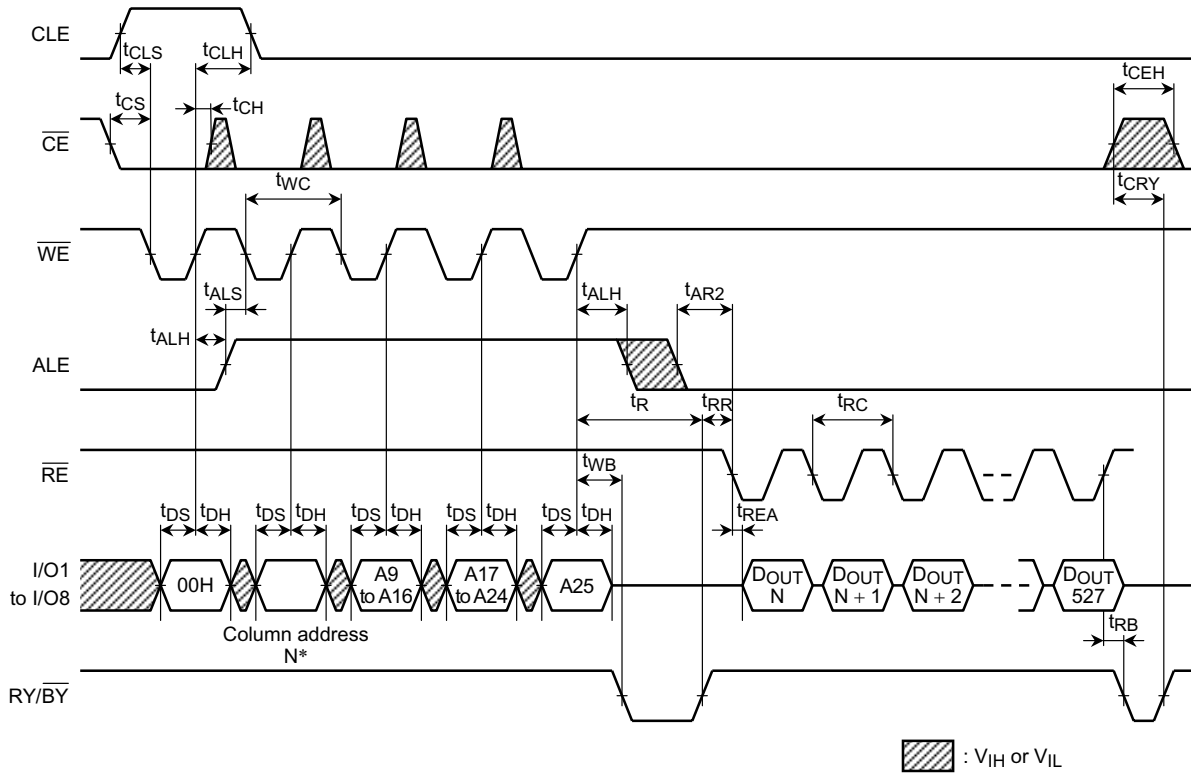 CLE
tCLS
tCLH
tCEH
tCS
tCH
CE
tWC
tCRY
WE
tALS
tALH
tAR2
tALH
ALE
tR
tRR
tRC
RE
tWB
tDS
tDH
tDS
tDH
tDS
tDH
tDS
tDH
tDS
tDH
tREA
I/O1
to I/O8
00H
A9
to A16
A17
to A24
A25
DOUT
N
DOUT
N + 1
DOUT
N + 2
DOUT
527
Column address
N*
tRB
RY/BY
: VIH or VIL